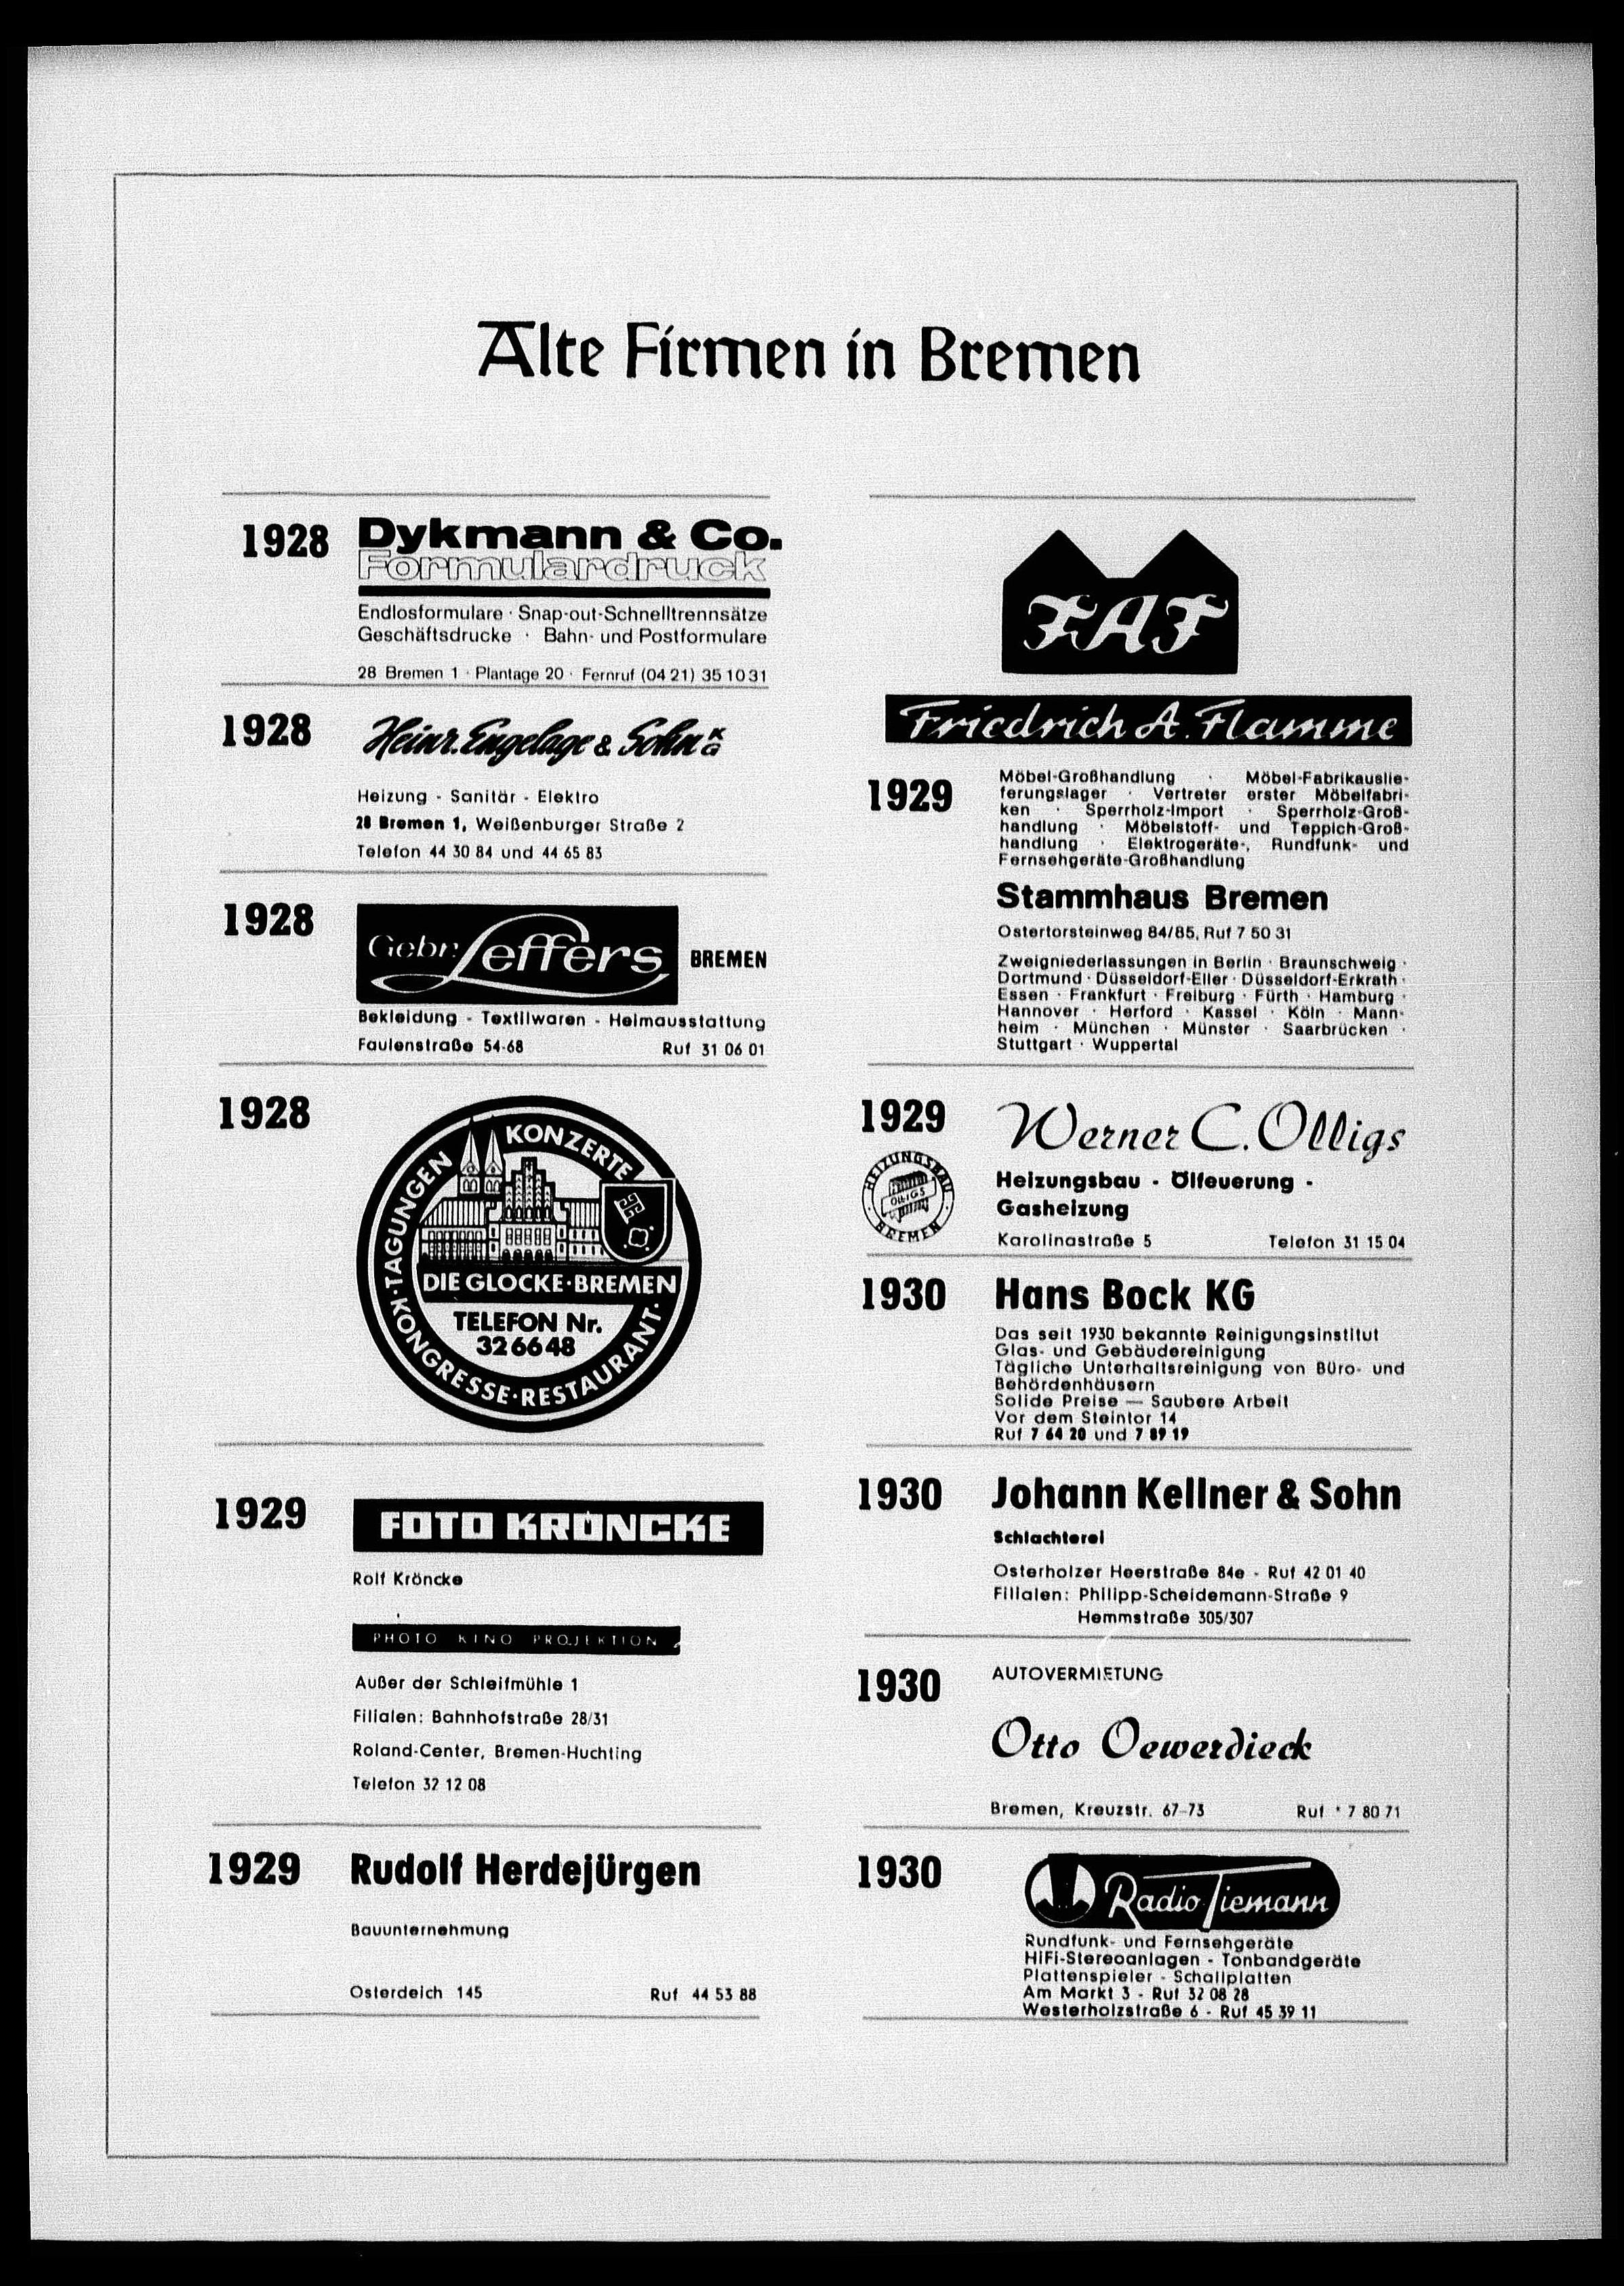 Alte Firmen in Bremen
1928
Dykmann & Co.
Formulardruck
Endlosformulare · Snap-out-Schnelltrennsätze
Geschäftsdrucke · Bahn- und Postformulare
28 Bremen 1 · Plantage 20 · Fernruf (04 21) 35 10 31
1928
Heinr. Engelage & Sohn KG
Heizung - Sanitär - Elektro
28 Bremen 1, Weißenburger Straße 2
Telefon 44 30 84 und 44 65 83
1928
Gebr. Leffers BREMEN
Bekleidung - Textilwaren - Heimausstattung
Faulenstraße 54-68 Ruf 31 06 01
1928
KONZERTE
TAGUNGEN · KONGRESSE · RESTAURANT ·
DIE GLOCKE · BREMEN
TELEFON Nr.
32 66 48
1929
FOTO KRÖNCKE
Rolf Kröncke
PHOTO KINO PROJEKTION
Außer der Schleifmühle 1
Filialen: Bahnhofstraße 28/31
Roland-Center, Bremen-Huchting
Telefon 32 12 08
1929
Rudolf Herdejürgen
Bauunternehmung
Osterdeich 145 Ruf 44 53 88
FAF
Friedrich A. Flamme
1929
Möbel-Großhandlung · Möbel-Fabrikauslie-
ferungslager · Vertreter erster Möbelfabri-
ken · Sperrholz-Import · Sperrholz-Groß-
handlung · Möbelstoff- und Teppich-Groß-
handlung · Elektrogeräte-, Rundfunk- und
Fernsehgeräte-Großhandlung
Stammhaus Bremen
Ostertorsteinweg 84/85, Ruf 7 50 31
Zweigniederlassungen in Berlin · Braunschweig ·
Dortmund · Düsseldorf-Eller · Düsseldorf-Erkrath ·
Essen · Frankfurt · Freiburg · Fürth · Hamburg ·
Hannover · Herford · Kassel · Köln · Mann-
heim · München · Münster · Saarbrücken ·
Stuttgart · Wuppertal
1929
Werner C. Olligs
HEIZUNGSBAU
OLLIGS
BREMEN
Heizungsbau - Ölfeuerung -
Gasheizung
Karolinastraße 5 Telefon 31 15 04
1930
Hans Bock KG
Das seit 1930 bekannte Reinigungsinstitut
Glas- und Gebäudereinigung
Tägliche Unterhaltsreinigung von Büro- und
Behördenhäusern
Solide Preise — Saubere Arbeit
Vor dem Steintor 14
Ruf 7 64 20 und 7 89 19
1930
Johann Kellner & Sohn
Schlachterei
Osterholzer Heerstraße 84e - Ruf 42 01 40
Filialen: Philipp-Scheidemann-Straße 9
Hemmstraße 305/307
1930
AUTOVERMIETUNG
Otto Oewerdieck
Bremen, Kreuzstr. 67-73 Ruf * 7 80 71
1930
Radio Tiemann
Rundfunk- und Fernsehgeräte
HiFi-Stereoanlagen - Tonbandgeräte
Plattenspieler - Schallplatten
Am Markt 3 - Ruf 32 08 28
Westerholzstraße 6 - Ruf 45 39 11